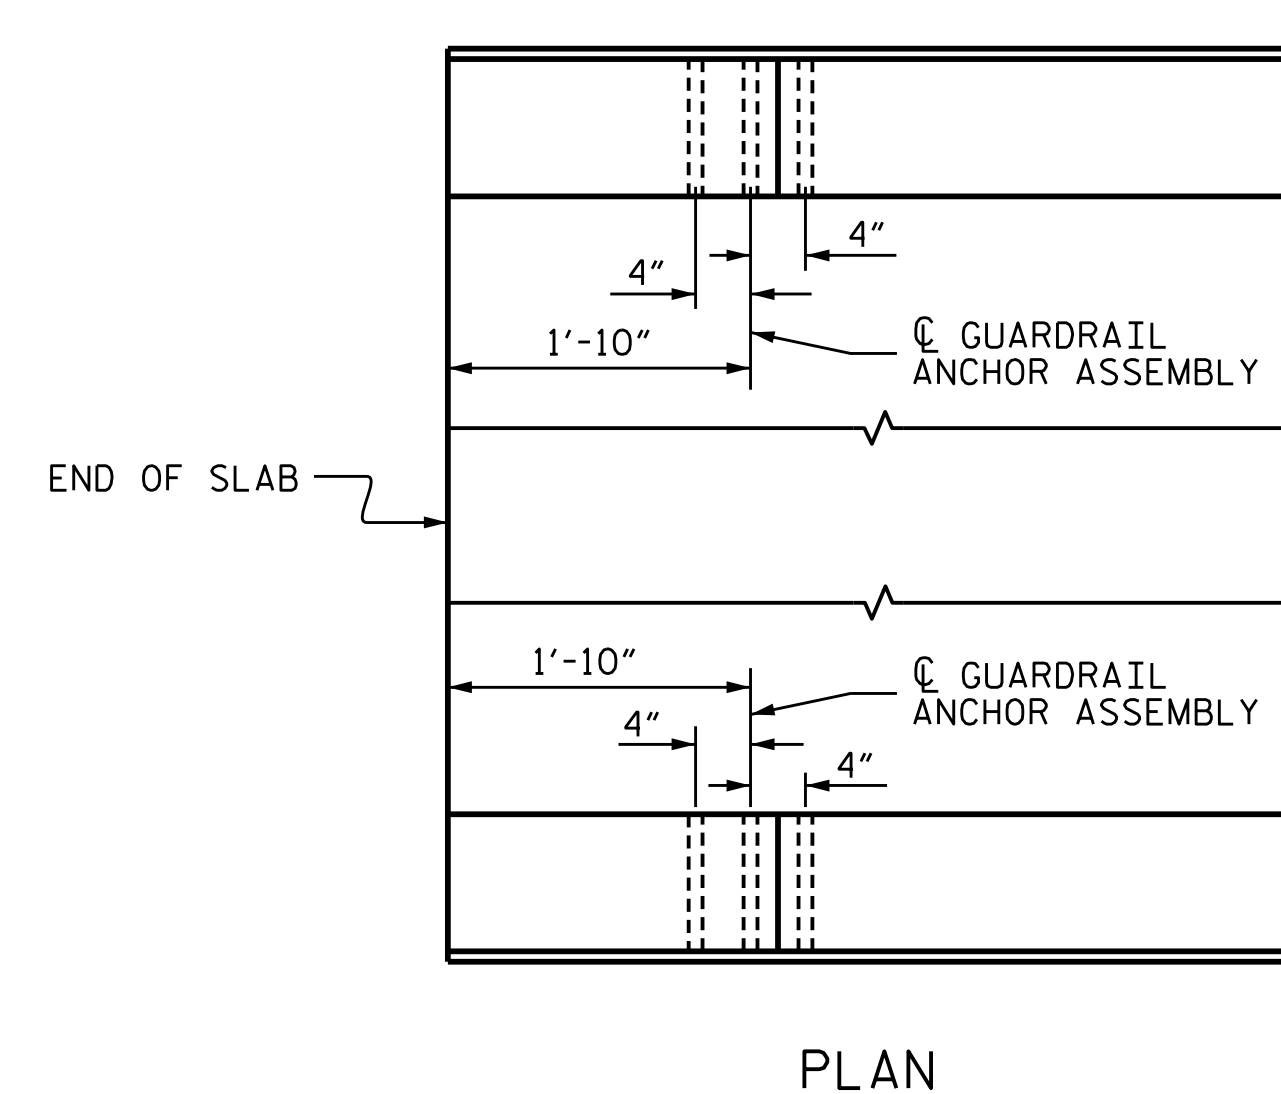 4"
4"
1'-10"
℄ GUARDRAIL
ANCHOR ASSEMBLY
END OF SLAB
1'-10"
℄ GUARDRAIL
ANCHOR ASSEMBLY
4"
4"
PLAN